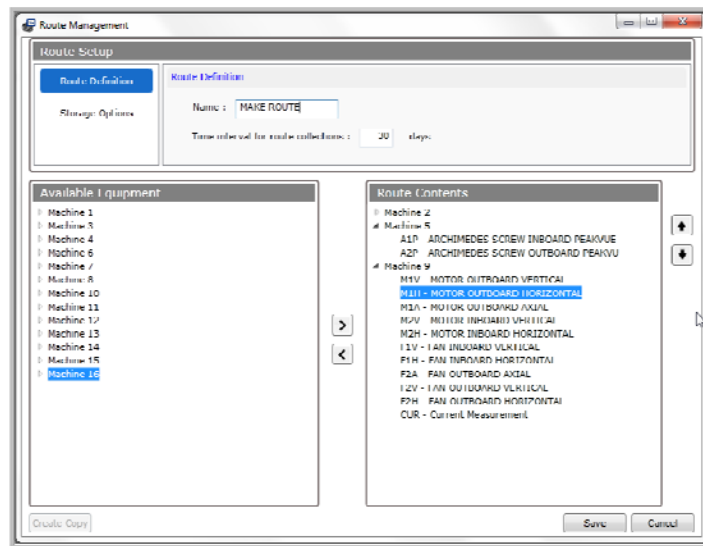 Route Management
Route Setup
Route Definition
Storage Options
Route Definition
Name : MAKE ROUTE
Time interval for route collections : 30 days
Available Equipment
Machine 1
Machine 3
Machine 4
Machine 6
Machine 7
Machine 8
Machine 10
Machine 11
Machine 12
Machine 13
Machine 14
Machine 15
Machine 16
>
<
Route Contents
Machine 2
Machine 5
A1P - ARCHIMEDES SCREW INBOARD PEAKVUE
A2P - ARCHIMEDES SCREW OUTBOARD PEAKVU
Machine 9
M1V - MOTOR OUTBOARD VERTICAL
M1H - MOTOR OUTBOARD HORIZONTAL
M1A - MOTOR OUTBOARD AXIAL
M2V - MOTOR INBOARD VERTICAL
M2H - MOTOR INBOARD HORIZONTAL
F1V - FAN INBOARD VERTICAL
F1H - FAN INBOARD HORIZONTAL
F2A - FAN OUTBOARD AXIAL
F2V - FAN OUTBOARD VERTICAL
F2H - FAN OUTBOARD HORIZONTAL
CUR - Current Measurement
Create Copy
Save
Cancel